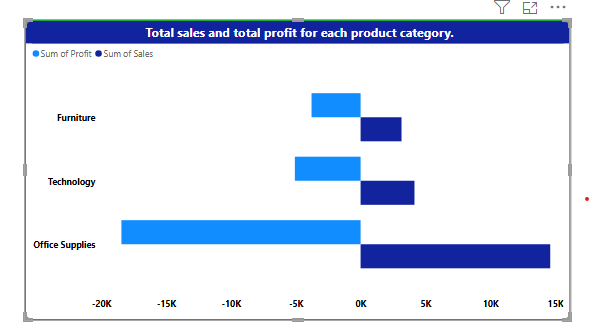 Total sales and total profit for each product category.
Sum of Profit Sum of Sales
Furniture
Technology
Office Supplies
-20K -15K -10K -5K 0K 5K 10K 15K